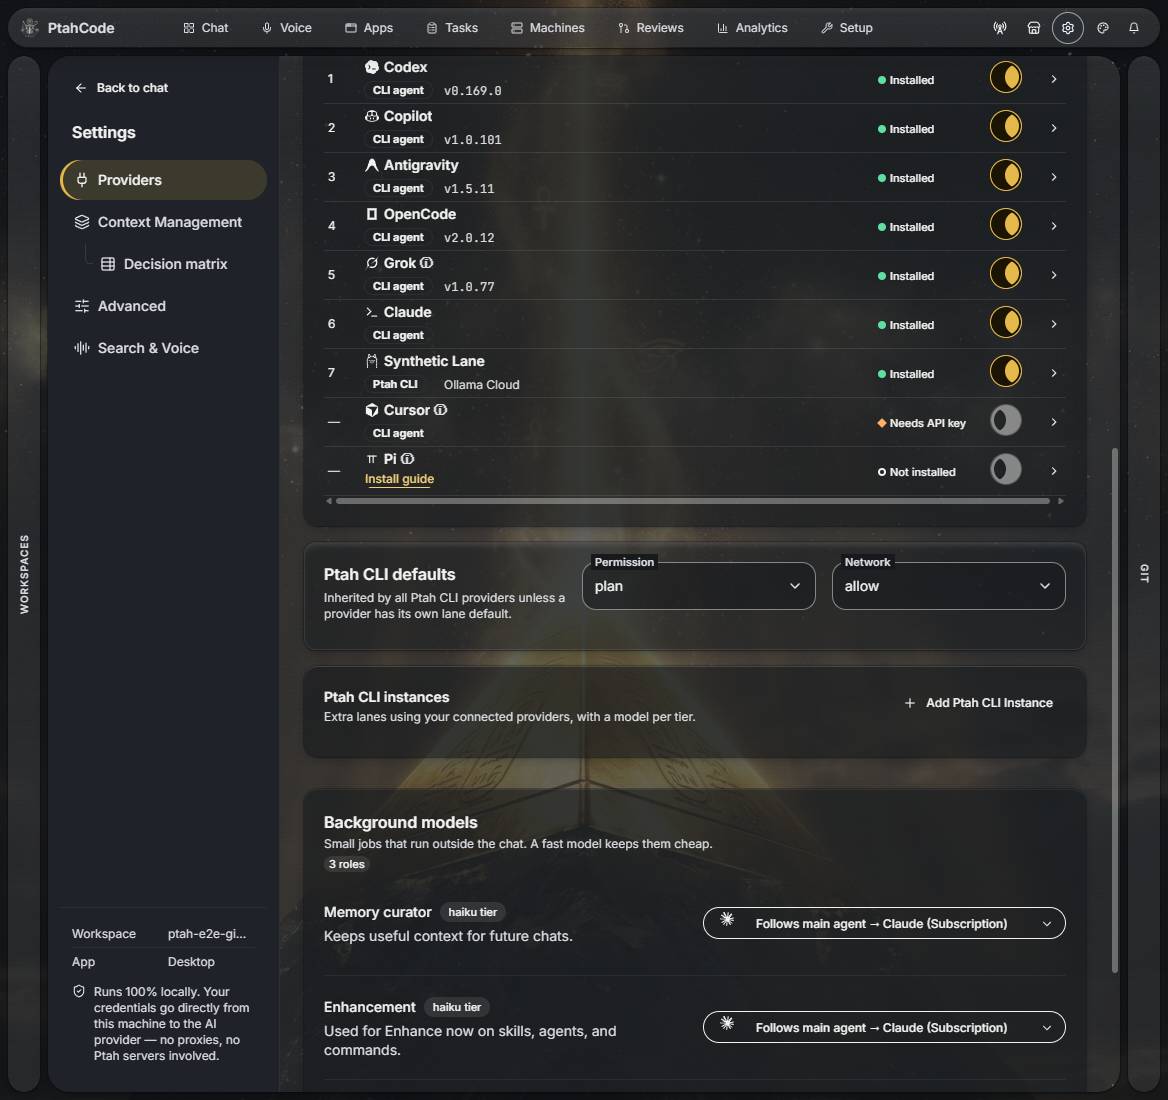 PtahCode
Chat
Voice
Apps
Tasks
Machines
Reviews
Analytics
Setup
WORKSPACES
Back to chat
Settings
Providers
Context Management
Decision matrix
Advanced
Search & Voice
Workspace ptah-e2e-gi...
App Desktop
Runs 100% locally. Your
credentials go directly from
this machine to the AI
provider — no proxies, no
Ptah servers involved.
1 Codex
CLI agent v0.169.0
Installed
2 Copilot
CLI agent v1.0.101
Installed
3 Antigravity
CLI agent v1.5.11
Installed
4 OpenCode
CLI agent v2.0.12
Installed
5 Grok
CLI agent v1.0.77
Installed
6 Claude
CLI agent
Installed
7 Synthetic Lane
Ptah CLI Ollama Cloud
Installed
— Cursor
CLI agent
Needs API key
— Pi
Install guide
Not installed
Ptah CLI defaults
Inherited by all Ptah CLI providers unless a
provider has its own lane default.
Permission
plan
Network
allow
Ptah CLI instances
Extra lanes using your connected providers, with a model per tier.
Add Ptah CLI Instance
Background models
Small jobs that run outside the chat. A fast model keeps them cheap.
3 roles
Memory curator haiku tier
Keeps useful context for future chats.
Follows main agent → Claude (Subscription)
Enhancement haiku tier
Used for Enhance now on skills, agents, and
commands.
Follows main agent → Claude (Subscription)
GIT